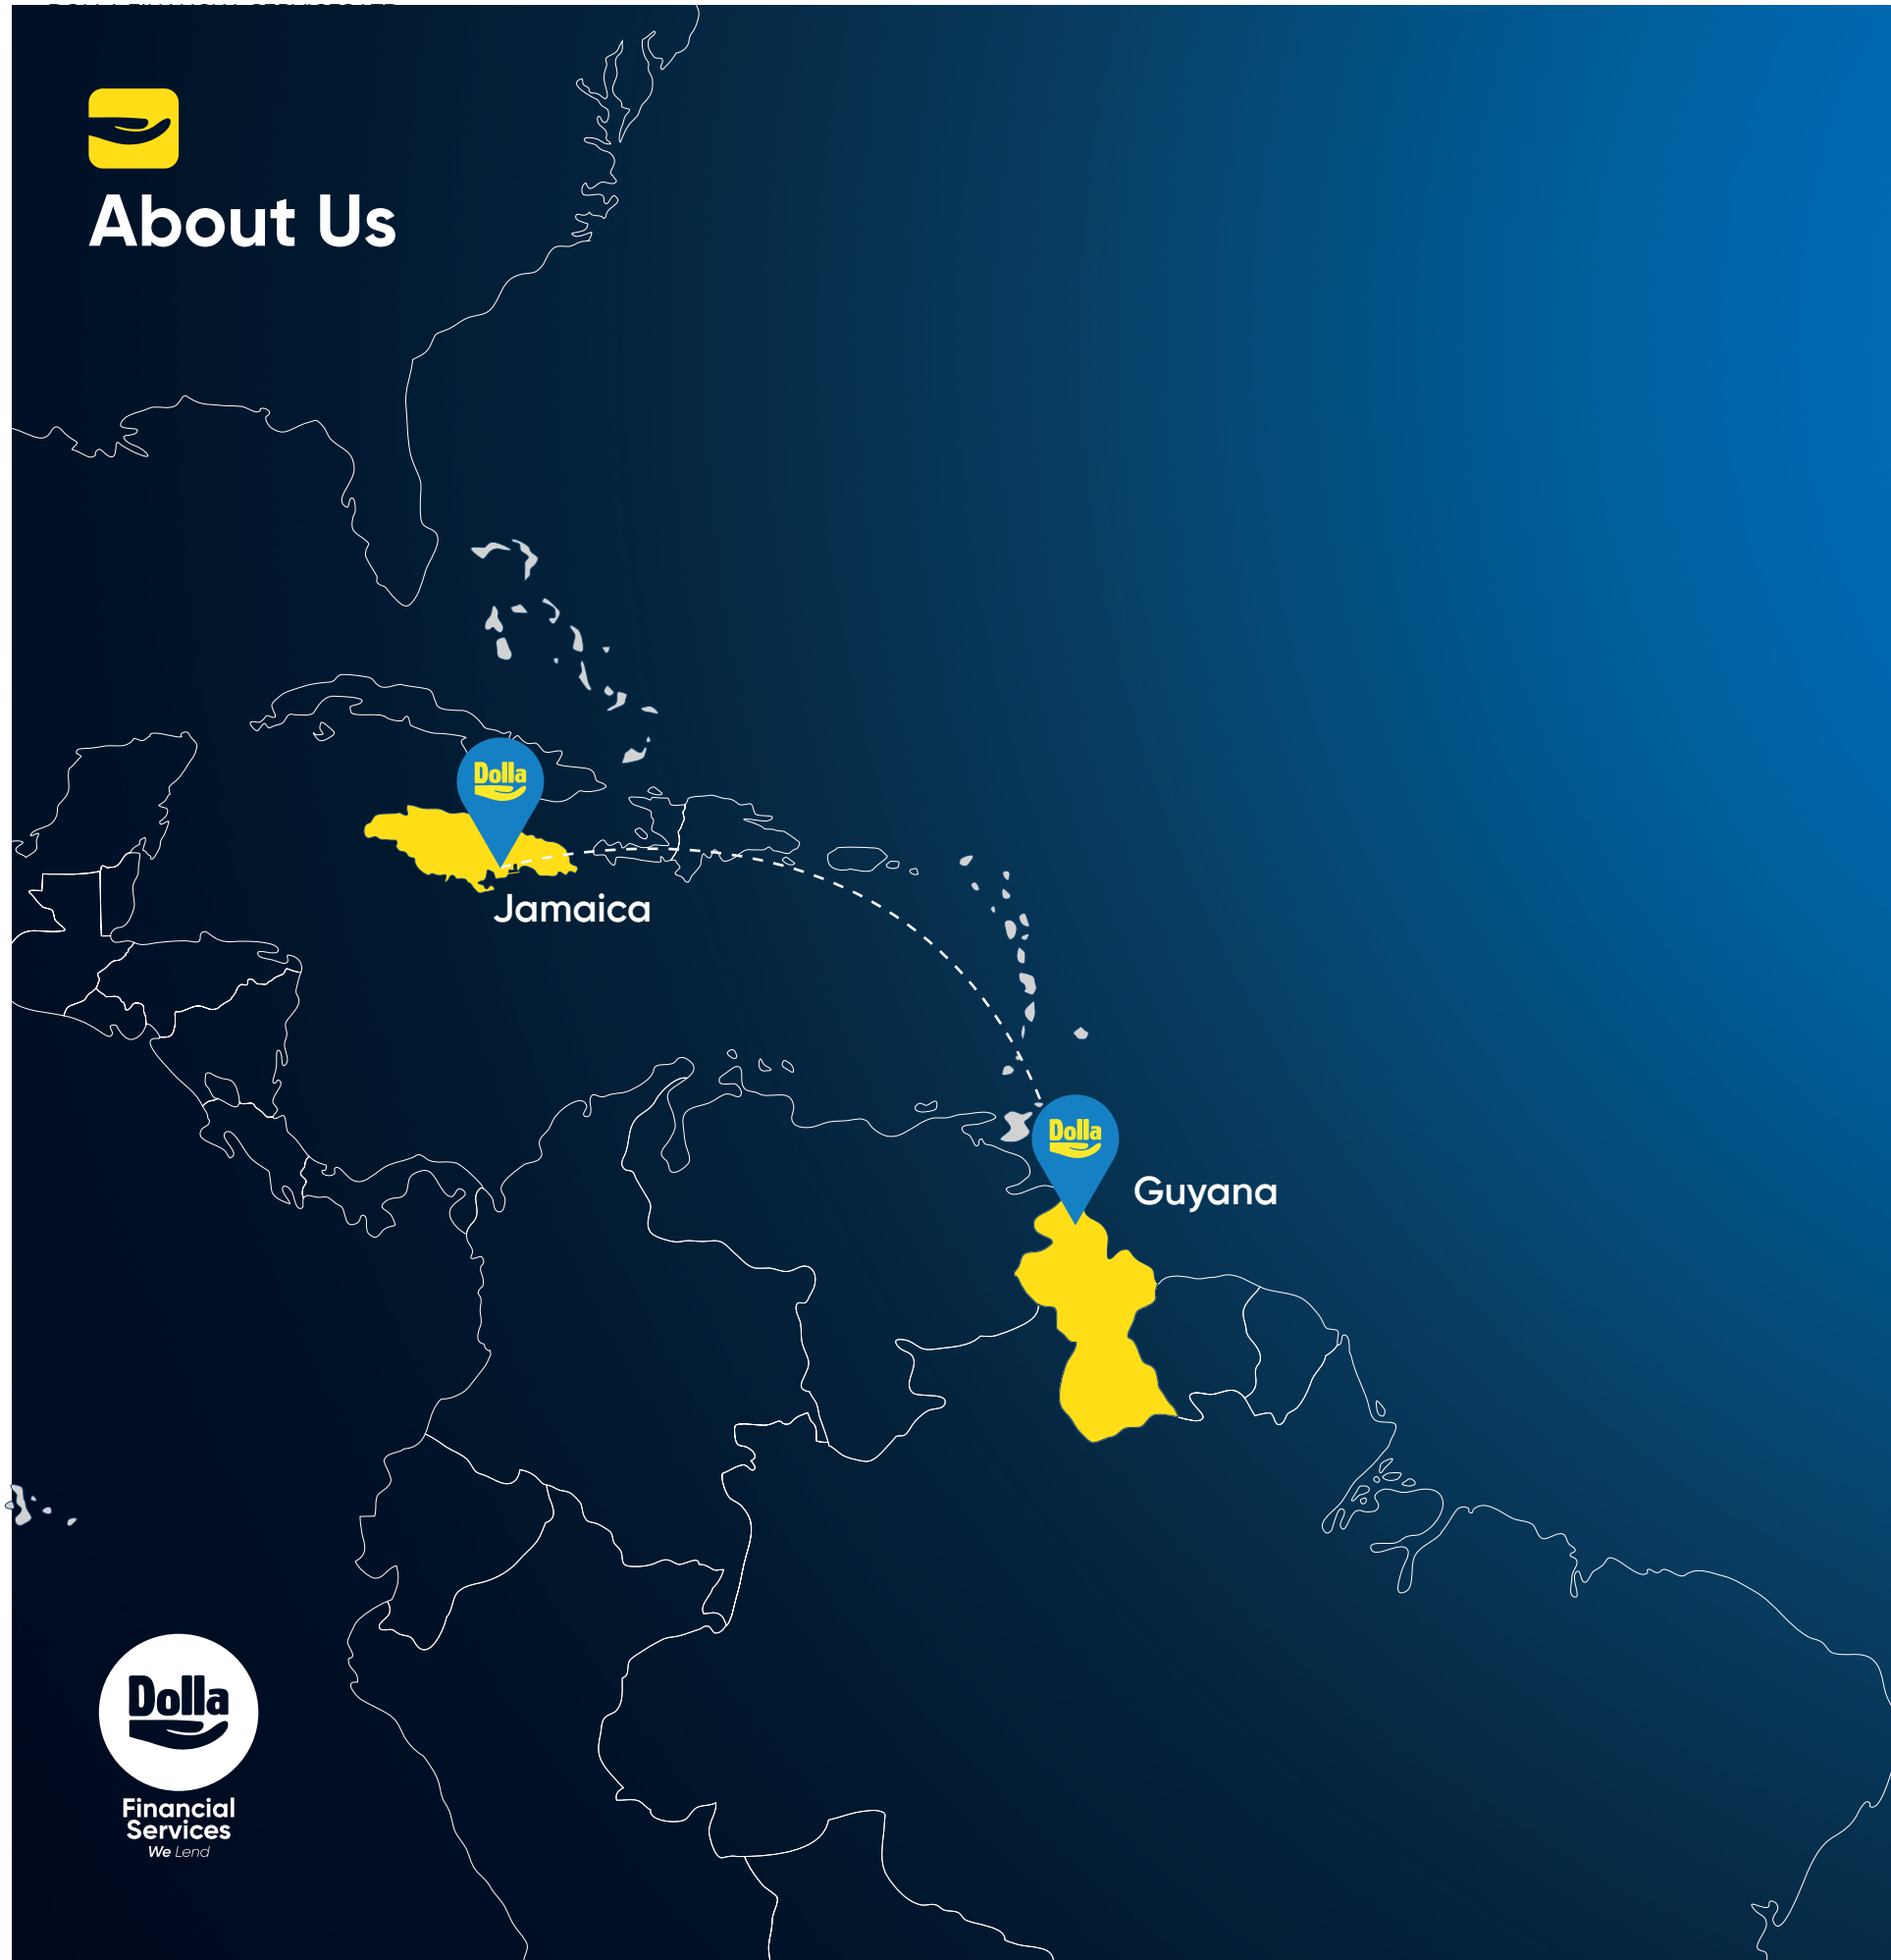 About Us
Dolla
Jamaica
Dolla
Guyana
Dolla
Financial
Services
We Lend